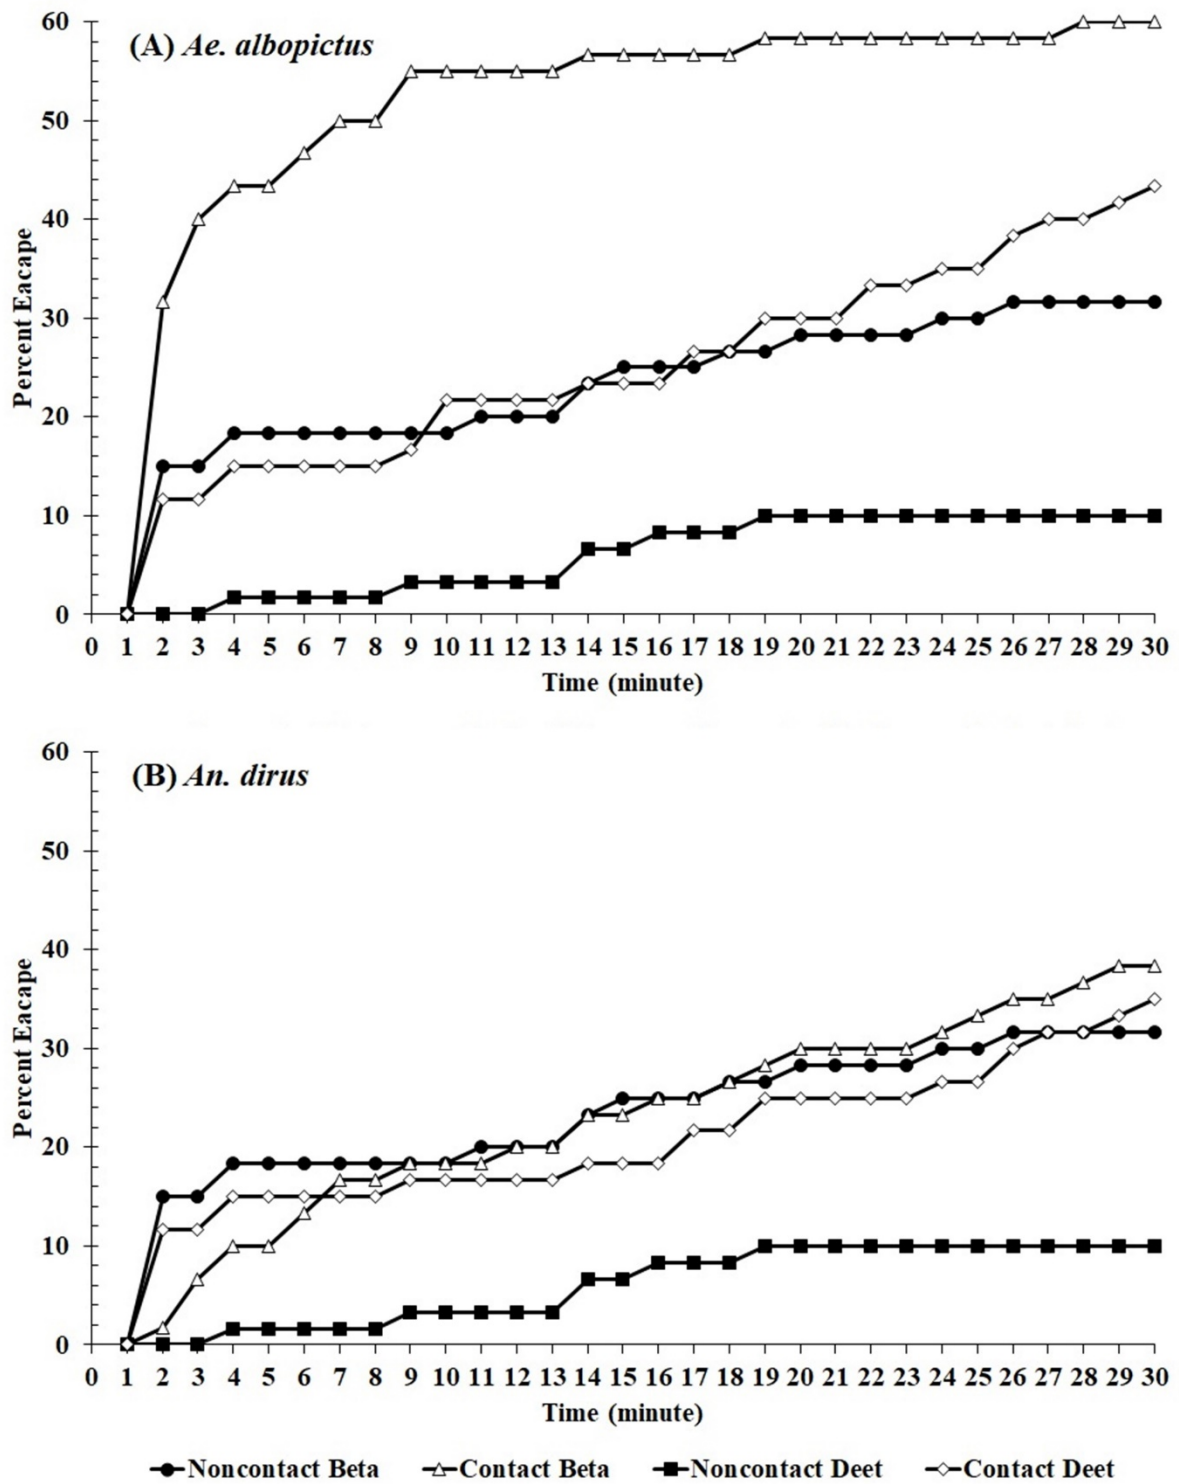 (A) Ae. albopictus
60
50
40
30
20
10
0
Percent Eacape
0 1 2 3 4 5 6 7 8 9 10 11 12 13 14 15 16 17 18 19 20 21 22 23 24 25 26 27 28 29 30
Time (minute)
(B) An. dirus
60
50
40
30
20
10
0
Percent Eacape
0 1 2 3 4 5 6 7 8 9 10 11 12 13 14 15 16 17 18 19 20 21 22 23 24 25 26 27 28 29 30
Time (minute)
Noncontact Beta Contact Beta Noncontact Deet Contact Deet